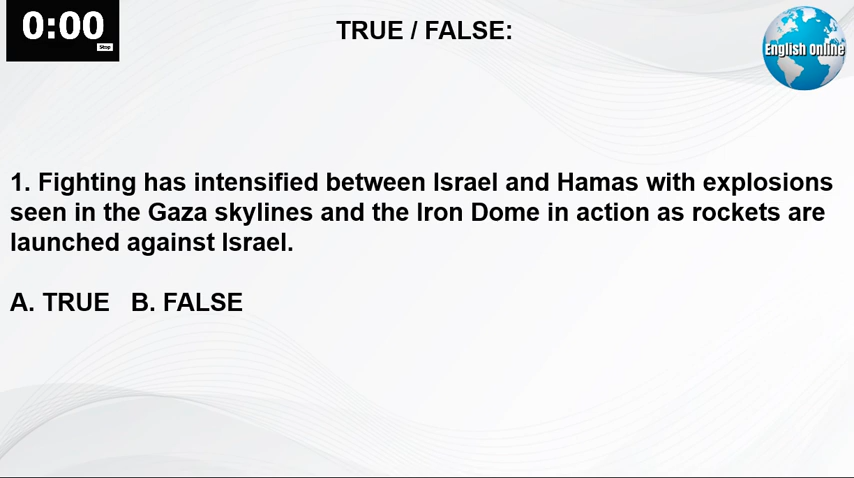 0:00
Stop
TRUE / FALSE:
English Online
1. Fighting has intensified between Israel and Hamas with explosions
seen in the Gaza skylines and the Iron Dome in action as rockets are
launched against Israel.
A. TRUE   B. FALSE